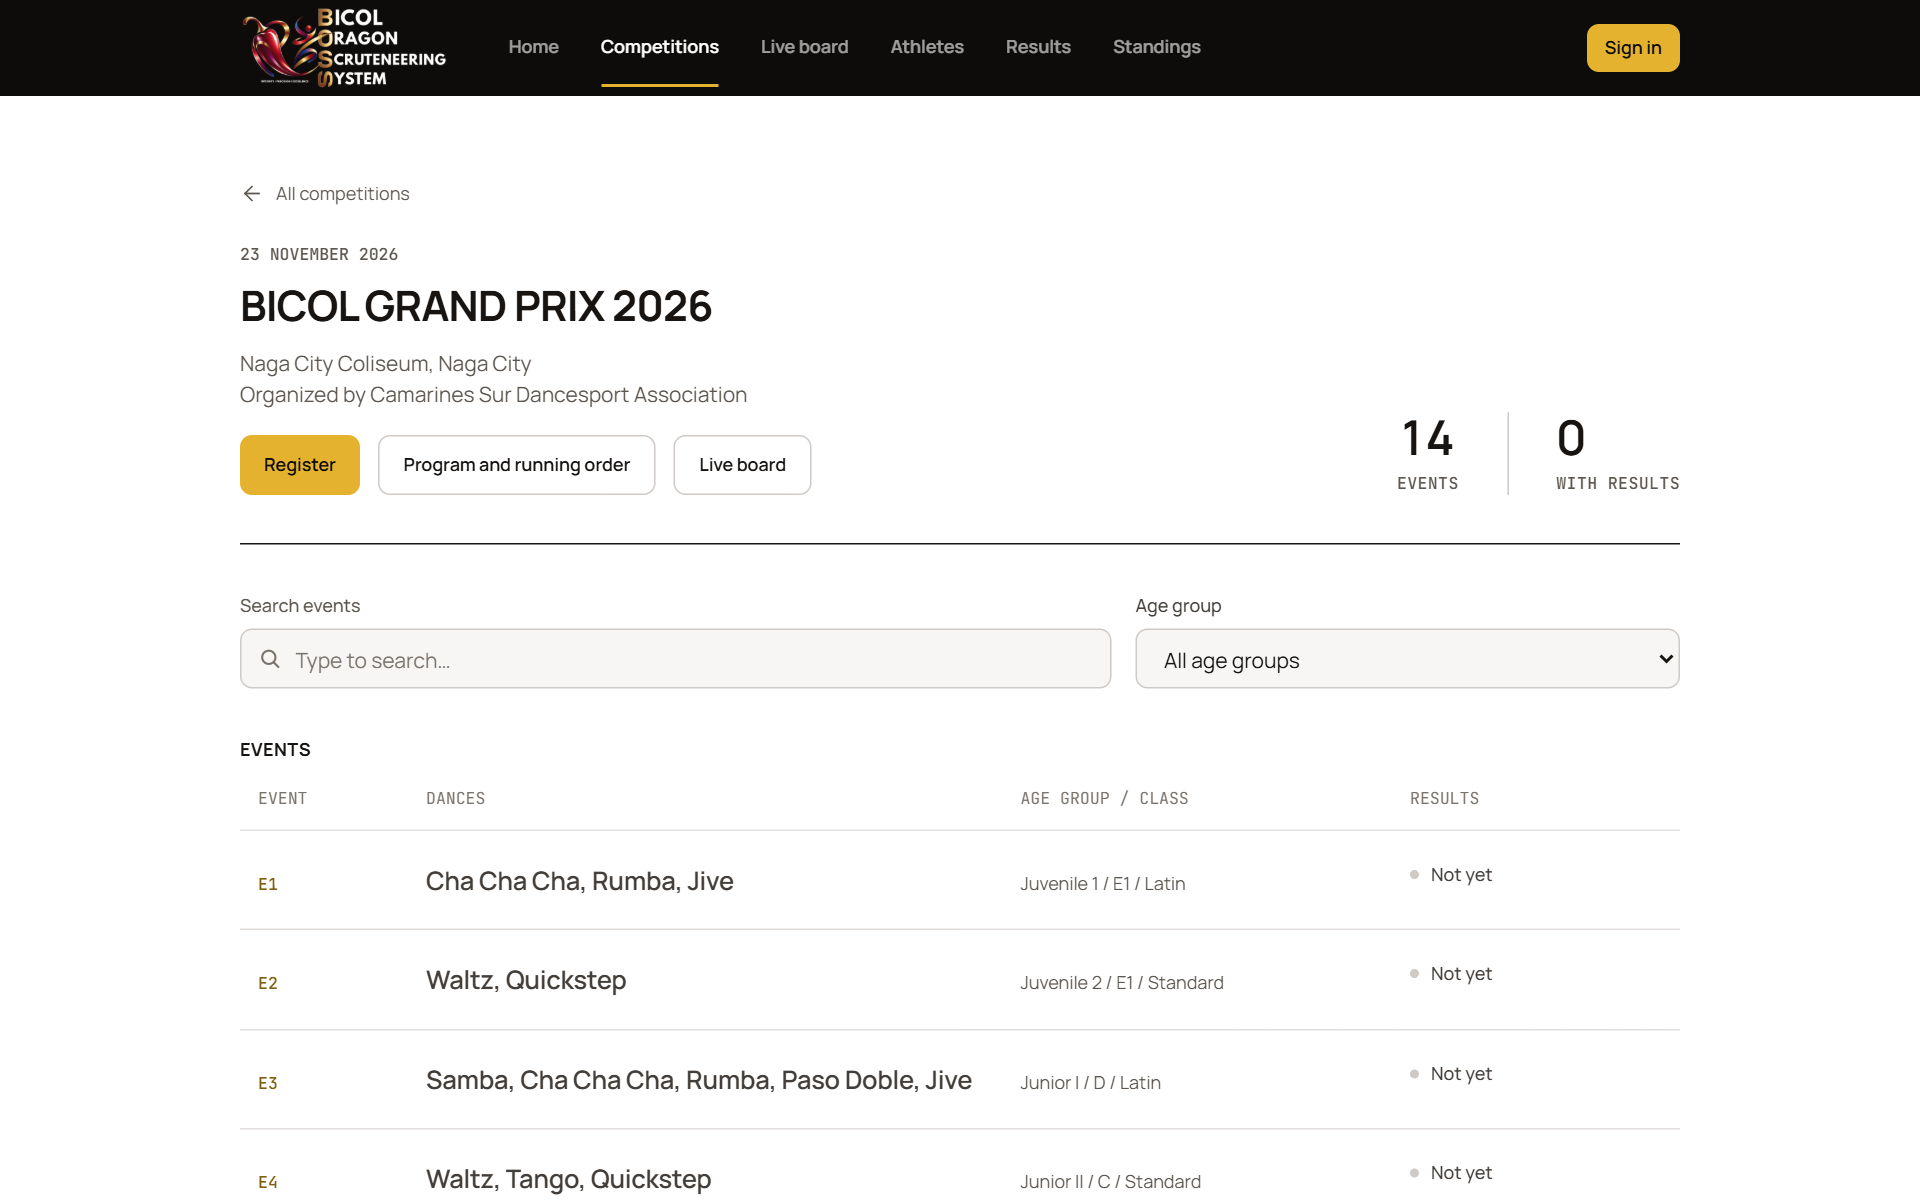 BICOL
ORAGON
SCRUTENEERING
SYSTEM
Home
Competitions
Live board
Athletes
Results
Standings
Sign in
All competitions
23 NOVEMBER 2026
BICOL GRAND PRIX 2026
Naga City Coliseum, Naga City
Organized by Camarines Sur Dancesport Association
Register
Program and running order
Live board
14
EVENTS
0
WITH RESULTS
Search events
Age group
Type to search...
All age groups
EVENTS
EVENT DANCES AGE GROUP / CLASS RESULTS
E1 Cha Cha Cha, Rumba, Jive Juvenile 1 / E1 / Latin Not yet
E2 Waltz, Quickstep Juvenile 2 / E1 / Standard Not yet
E3 Samba, Cha Cha Cha, Rumba, Paso Doble, Jive Junior I / D / Latin Not yet
E4 Waltz, Tango, Quickstep Junior II / C / Standard Not yet